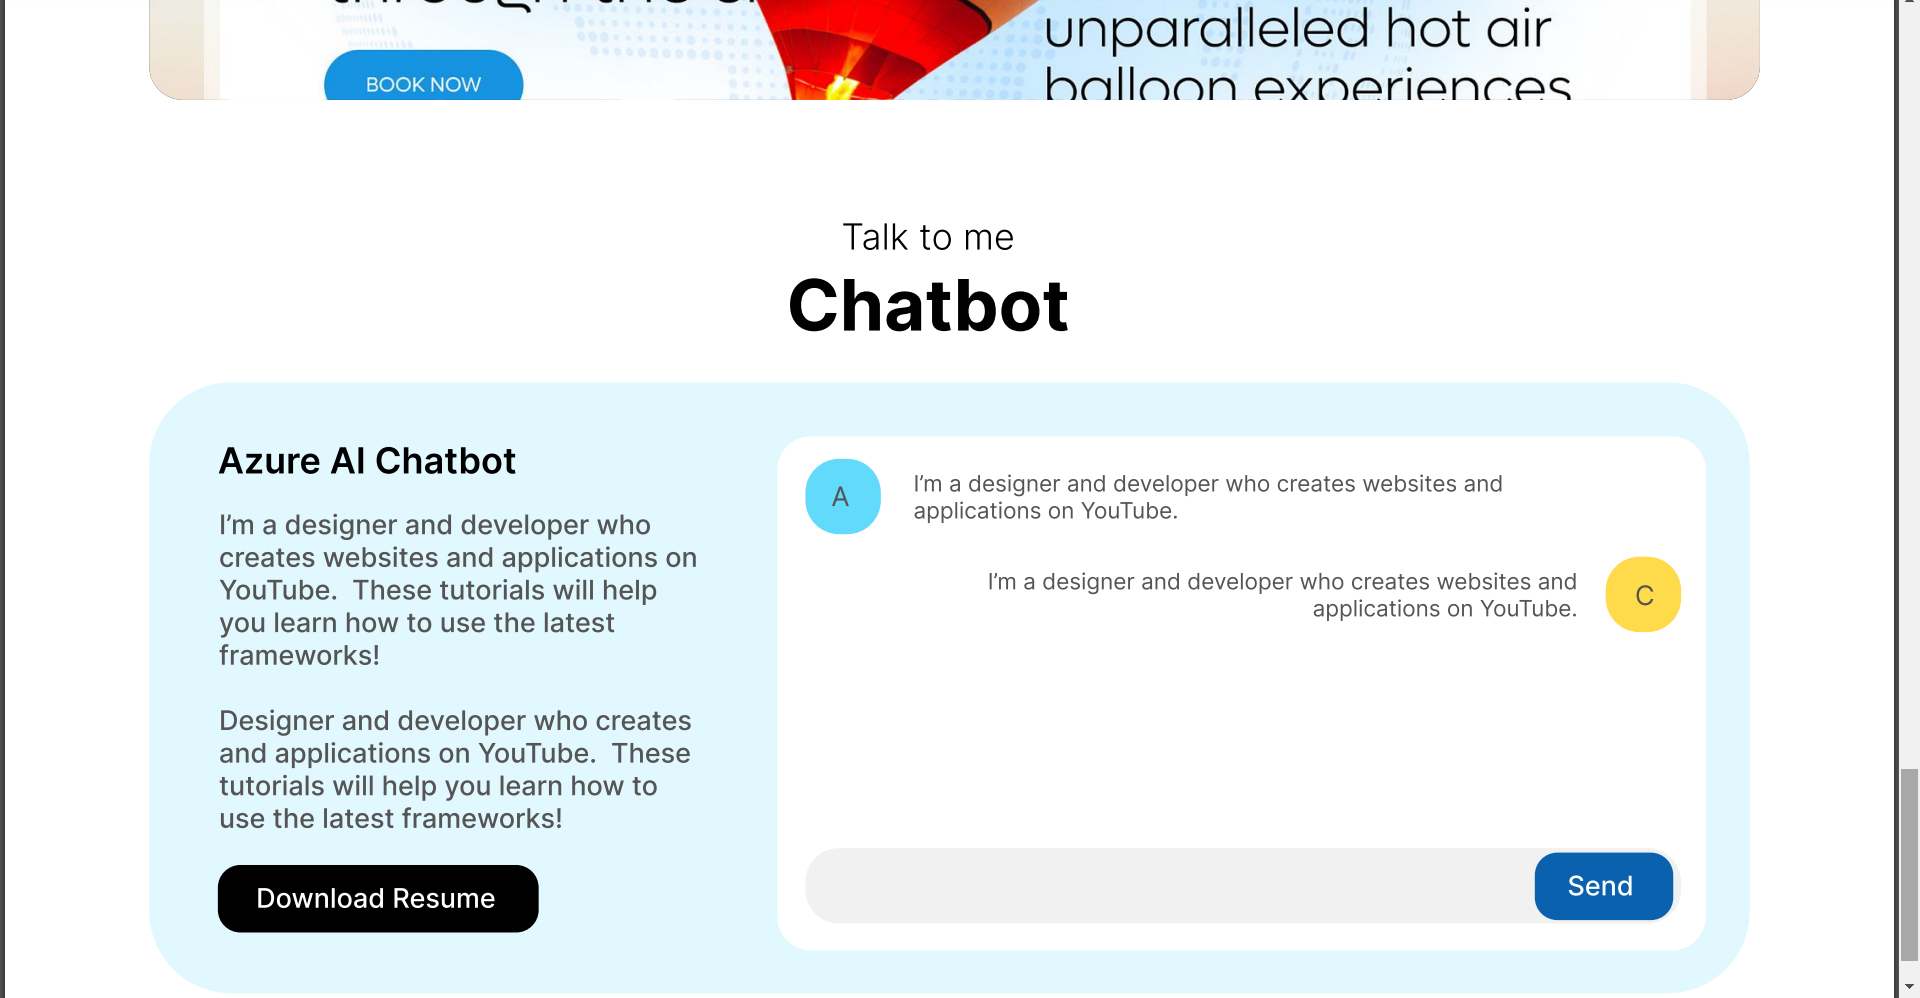 through the
unparalleled hot air
BOOK NOW
balloon experiences
Talk to me
Chatbot
Azure AI Chatbot
I’m a designer and developer who
creates websites and applications on
YouTube.  These tutorials will help
you learn how to use the latest
frameworks!
Designer and developer who creates
and applications on YouTube.  These
tutorials will help you learn how to
use the latest frameworks!
Download Resume
A
I’m a designer and developer who creates websites and
applications on YouTube.
I’m a designer and developer who creates websites and
applications on YouTube.
C
Send